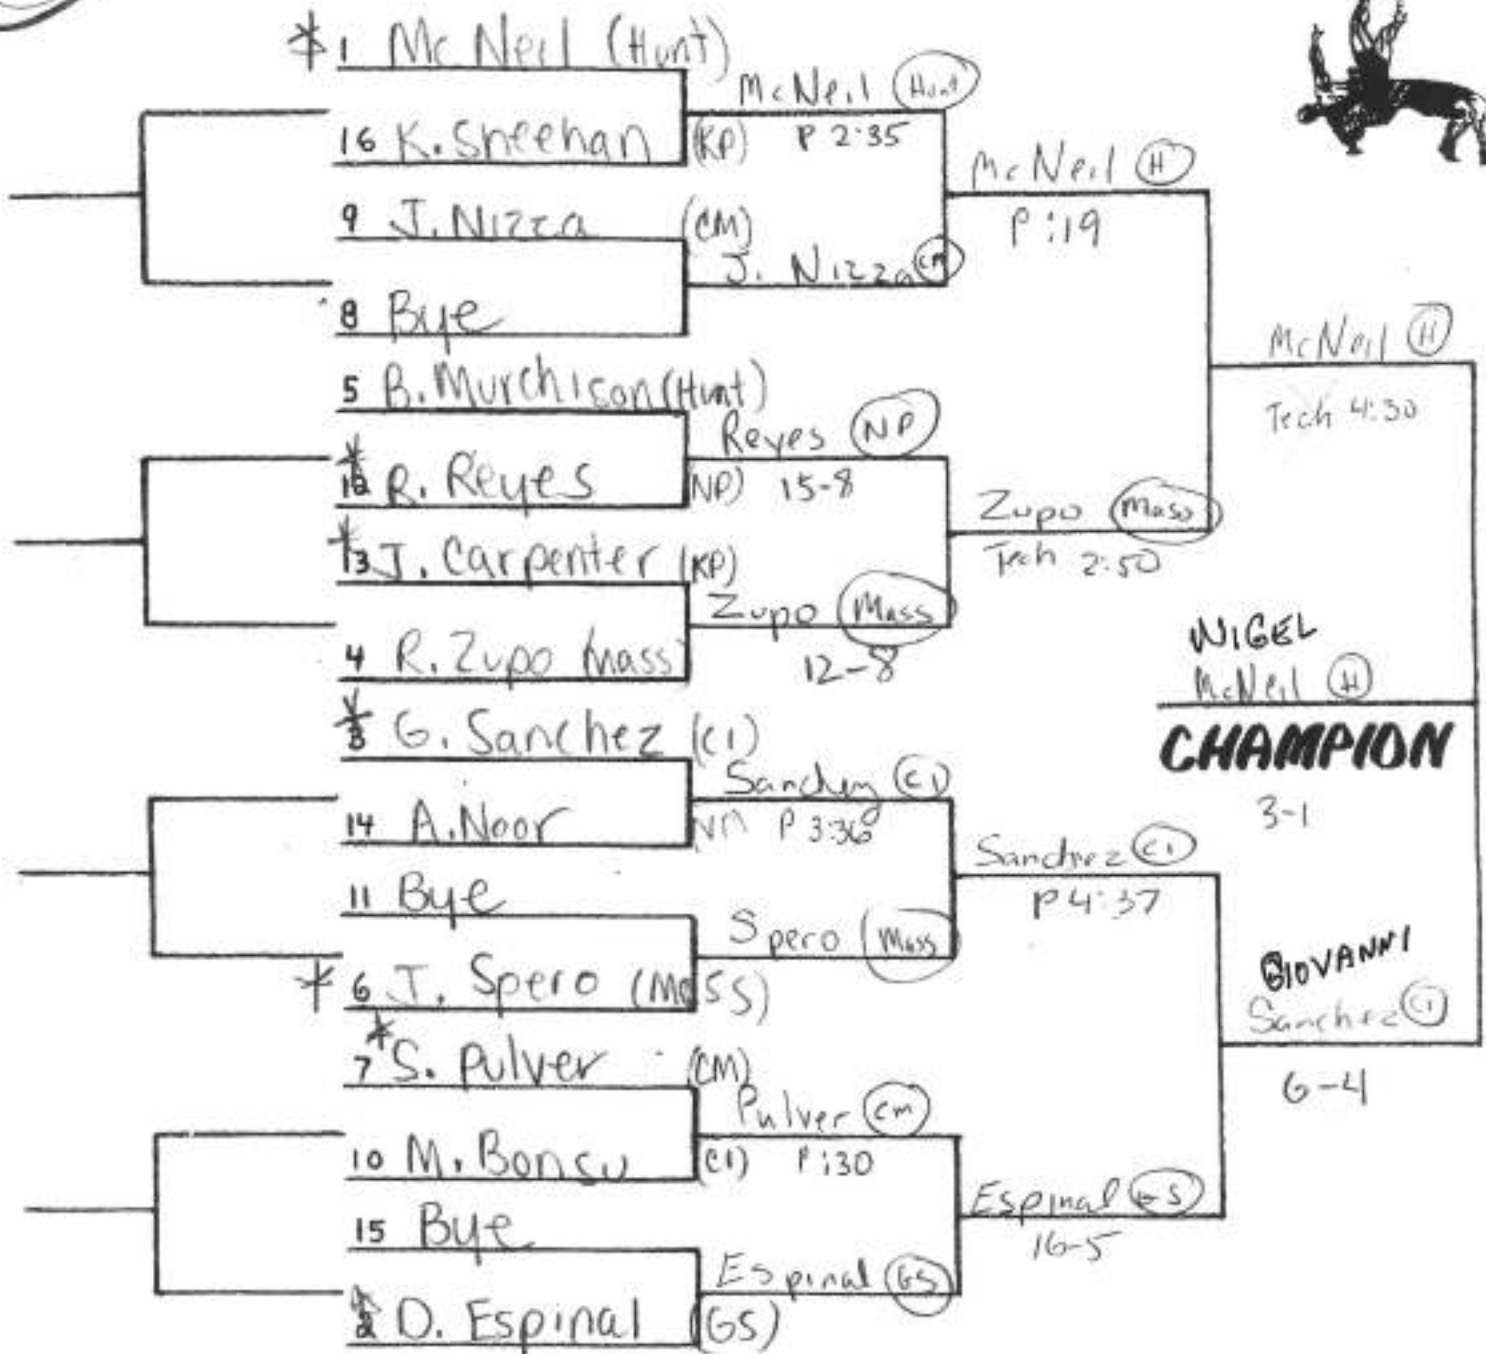 * 1 McNeil (Hunt)
McNeil (Hunt)
16 K. Sheehan (KP)
P 2:35
McNeil (H)
P :19
9 J. Nizza (CM)
J. Nizza (CM)
8 Bye
McNeil (H)
Tech 4:30
5 B. Murchison (Hunt)
Reyes (NP)
* 12 R. Reyes (NP)
15-8
Zupo (Mass)
Tech 2:50
* 13 J. Carpenter (KP)
Zupo (Mass)
4 R. Zupo (Mass)
12-8
NIGEL
McNeil (H)
CHAMPION
3-1
* 3 G. Sanchez (CI)
Sanchez (CI)
14 A. Noor
P 3:36
Sanchez (CI)
P 4:37
11 Bye
Spero (Mass)
* 6 J. Spero (MASS)
GIOVANNI
Sanchez (CI)
6-4
* 7 S. Pulver (CM)
Pulver (CM)
10 M. Bonsu (CI)
P :30
Espinal (GS)
16-5
15 Bye
Espinal (GS)
* 2 D. Espinal (GS)